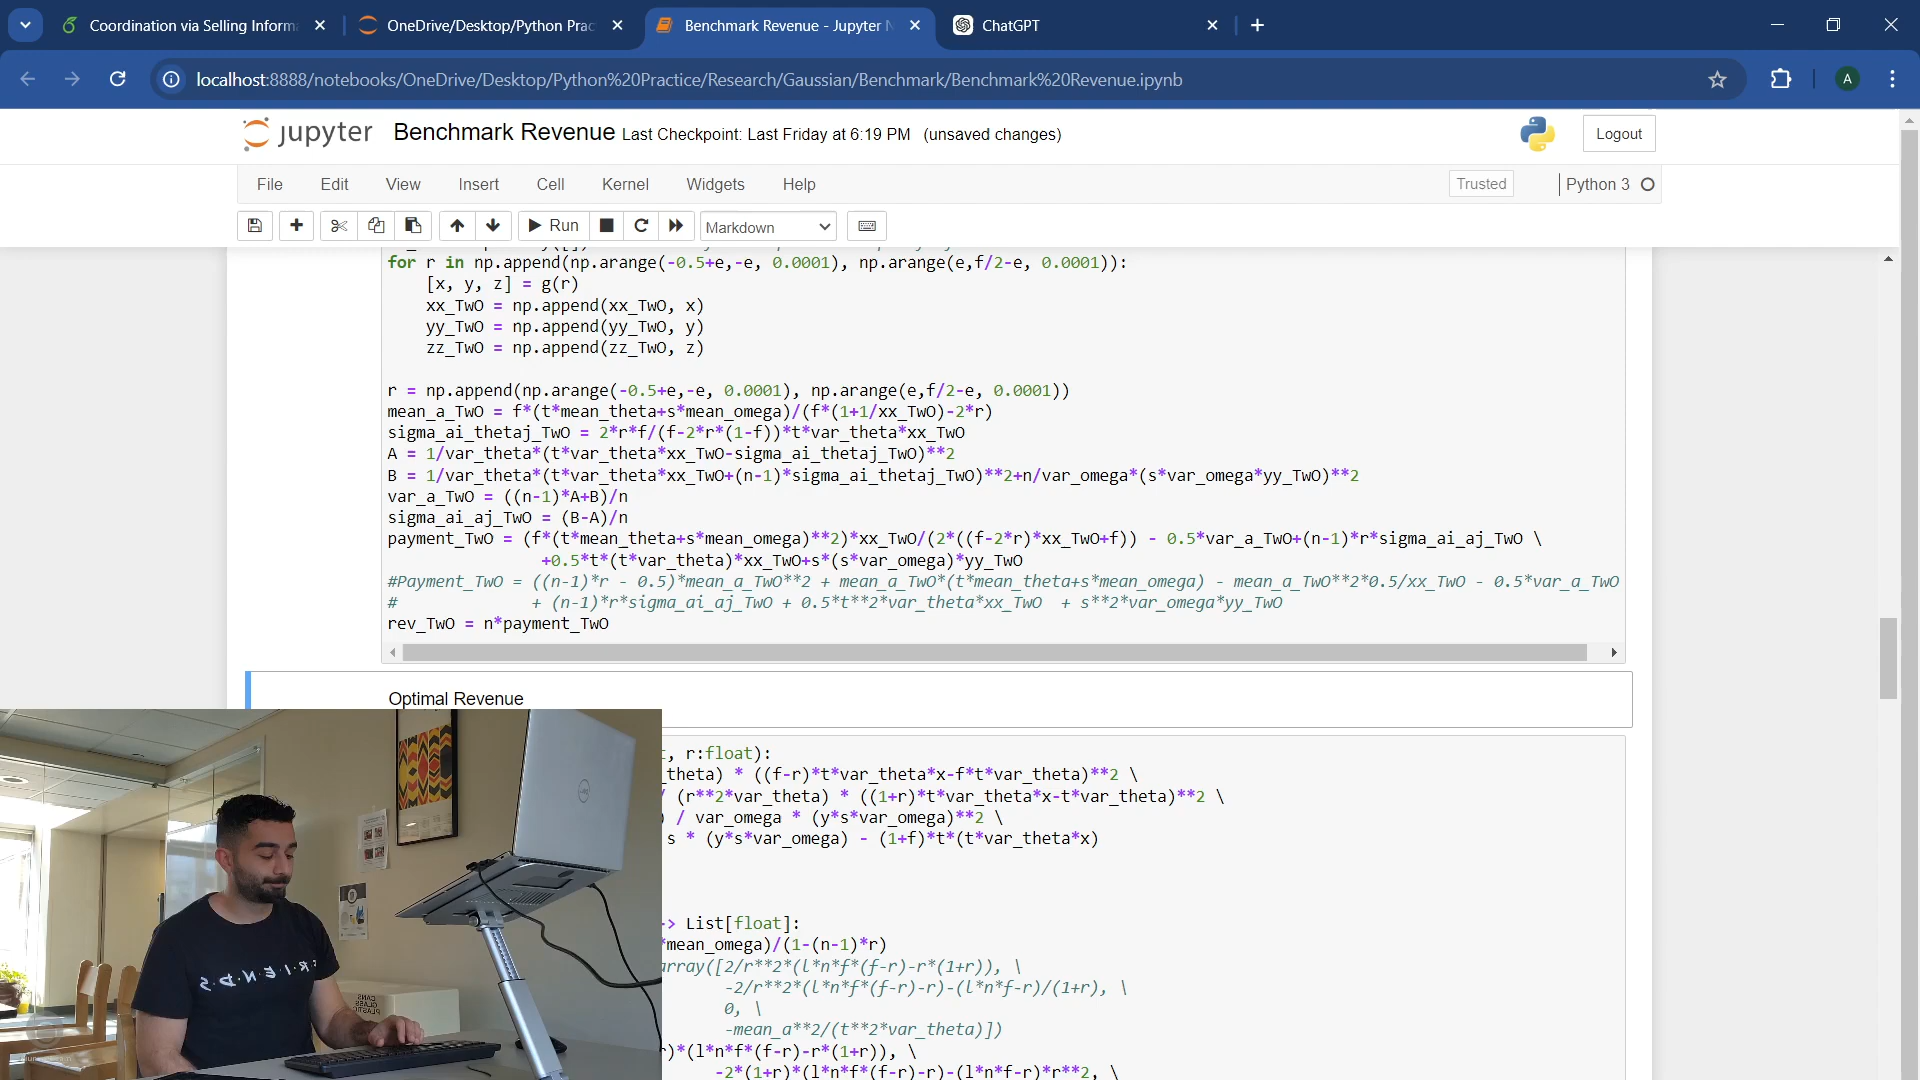 Coordination via Selling Informa
OneDrive/Desktop/Python Prac
Benchmark Revenue - Jupyter N
ChatGPT
localhost:8888/notebooks/OneDrive/Desktop/Python%20Practice/Research/Gaussian/Benchmark/Benchmark%20Revenue.ipynb
A
jupyter Benchmark Revenue Last Checkpoint: Last Friday at 6:19 PM (unsaved changes)
Logout
File Edit View Insert Cell Kernel Widgets Help
Trusted
Python 3
Run
Markdown
for r in np.append(np.arange(-0.5+e,-e, 0.0001), np.arange(e,f/2-e, 0.0001)):
[x, y, z] = g(r)
xx_TwO = np.append(xx_TwO, x)
yy_TwO = np.append(yy_TwO, y)
zz_TwO = np.append(zz_TwO, z)
r = np.append(np.arange(-0.5+e,-e, 0.0001), np.arange(e,f/2-e, 0.0001))
mean_a_TwO = f*(t*mean_theta+s*mean_omega)/(f*(1+1/xx_TwO)-2*r)
sigma_ai_thetaj_TwO = 2*r*f/(f-2*r*(1-f))*t*var_theta*xx_TwO
A = 1/var_theta*(t*var_theta*xx_TwO-sigma_ai_thetaj_TwO)**2
B = 1/var_theta*(t*var_theta*xx_TwO+(n-1)*sigma_ai_thetaj_TwO)**2+n/var_omega*(s*var_omega*yy_TwO)**2
var_a_TwO = ((n-1)*A+B)/n
sigma_ai_aj_TwO = (B-A)/n
payment_TwO = (f*(t*mean_theta+s*mean_omega)**2)*xx_TwO/(2*((f-2*r)*xx_TwO+f)) - 0.5*var_a_TwO+(n-1)*r*sigma_ai_aj_TwO \
+0.5*t*(t*var_theta)*xx_TwO+s*(s*var_omega)*yy_TwO
#Payment_TwO = ((n-1)*r - 0.5)*mean_a_TwO**2 + mean_a_TwO*(t*mean_theta+s*mean_omega) - mean_a_TwO**2*0.5/xx_TwO - 0.5*var_a_TwO
# + (n-1)*r*sigma_ai_aj_TwO + 0.5*t**2*var_theta*xx_TwO + s**2*var_omega*yy_TwO
rev_TwO = n*payment_TwO
Optimal Revenue
, r:float):
theta) * ((f-r)*t*var_theta*x-f*t*var_theta)**2 \
/ (r**2*var_theta) * ((1+r)*t*var_theta*x-t*var_theta)**2 \
) / var_omega * (y*s*var_omega)**2 \
s * (y*s*var_omega) - (1+f)*t*(t*var_theta*x)
> List[float]:
*mean_omega)/(1-(n-1)*r)
array([2/r**2*(l*n*f*(f-r)-r*(1+r)), \
-2/r**2*(l*n*f*(f-r)-r)-(l*n*f-r)/(1+r), \
0, \
-mean_a**2/(t**2*var_theta)])
r)*(l*n*f*(f-r)-r*(1+r)), \
-2*(1+r)*(l*n*f*(f-r)-r)-(l*n*f-r)*r**2, \
F·R·I·E·N·D·S
CANS
GLASS
PLASTIC